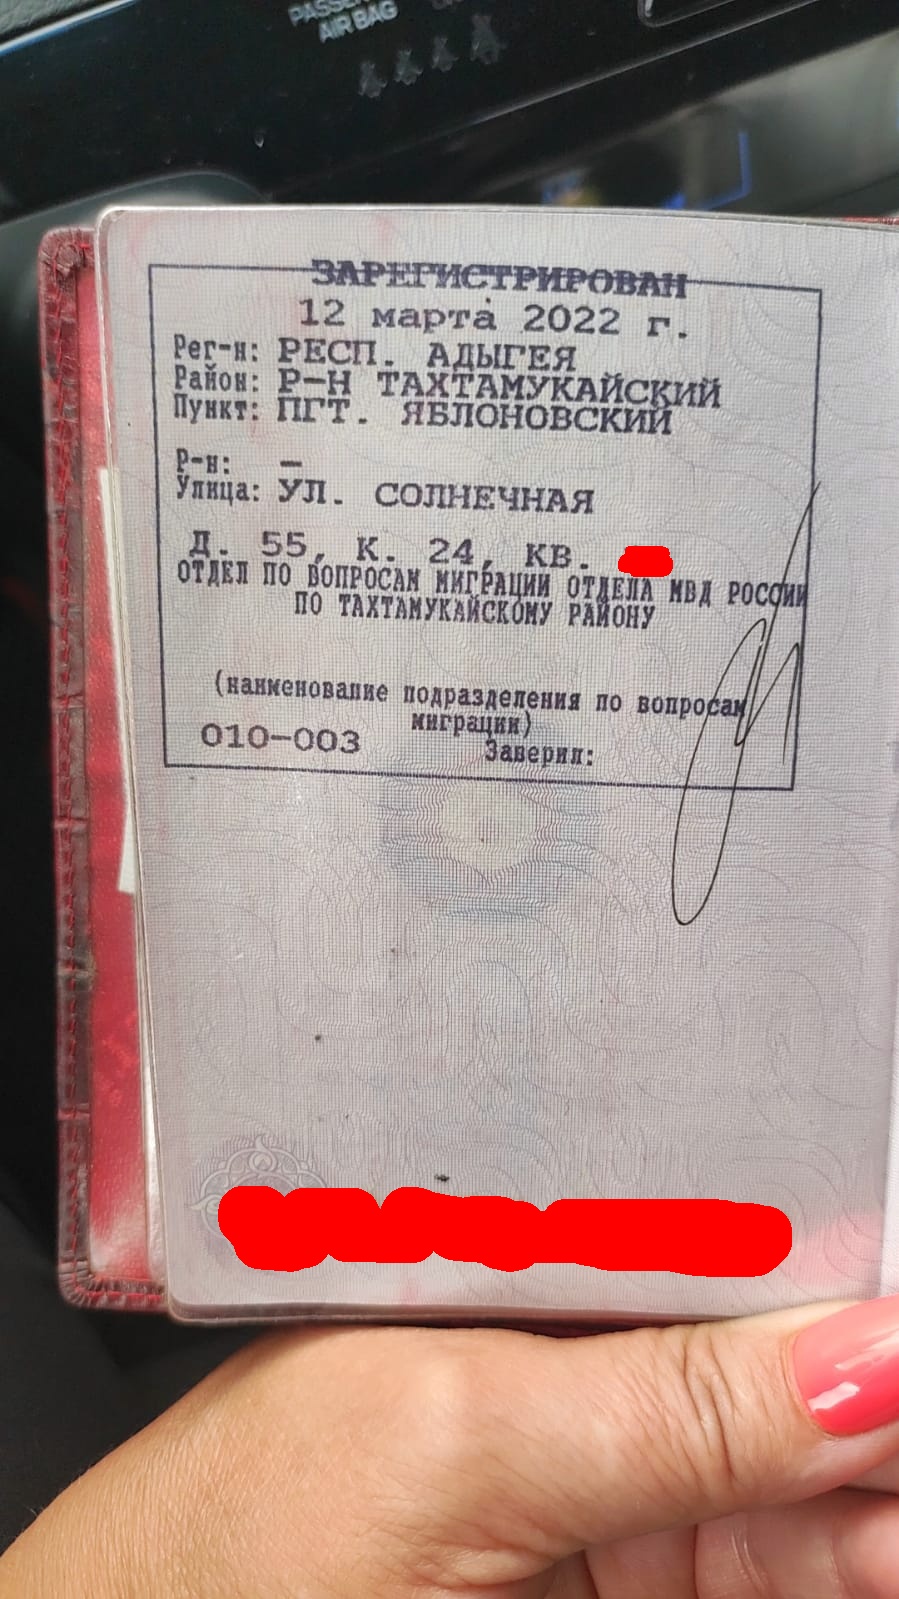 PASSENGER
AIR BAG
ЗАРЕГИСТРИРОВАН
12 марта 2022 г.
Рег-н: РЕСП. АДЫГЕЯ
Район: Р-Н ТАХТАМУКАЙСКИЙ
Пункт: ПГТ. ЯБЛОНОВСКИЙ
Р-н: –
Улица: УЛ. СОЛНЕЧНАЯ
Д. 55, К. 24, КВ.
ОТДЕЛ ПО ВОПРОСАМ МИГРАЦИИ ОТДЕЛА МВД РОССИИ
ПО ТАХТАМУКАЙСКОМУ РАЙОНУ
(наименование подразделения по вопросам
миграции)
010-003
Заверил: